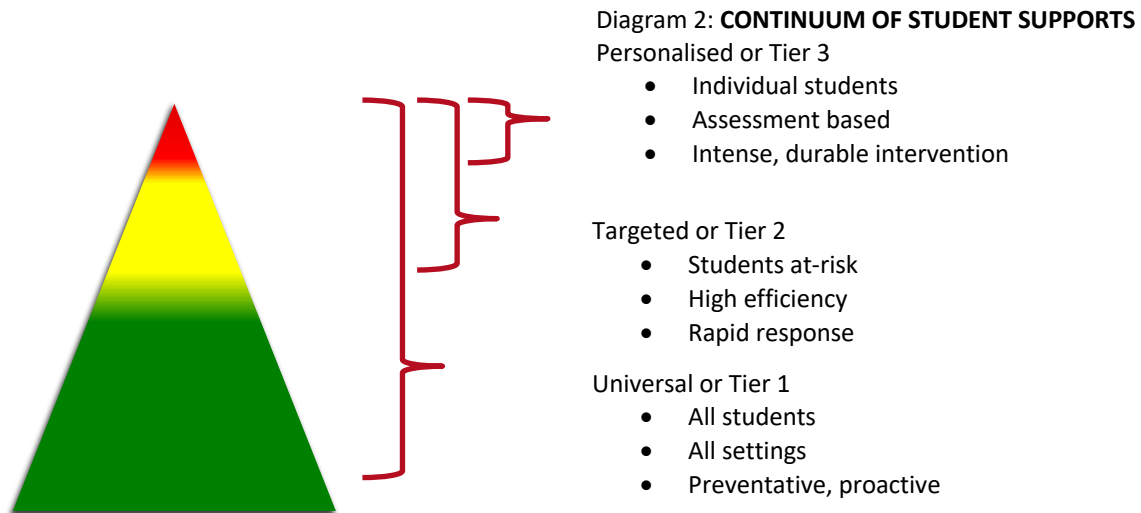 Diagram 2: CONTINUUM OF STUDENT SUPPORTS
Personalised or Tier 3
• Individual students
• Assessment based
• Intense, durable intervention
Targeted or Tier 2
• Students at-risk
• High efficiency
• Rapid response
Universal or Tier 1
• All students
• All settings
• Preventative, proactive